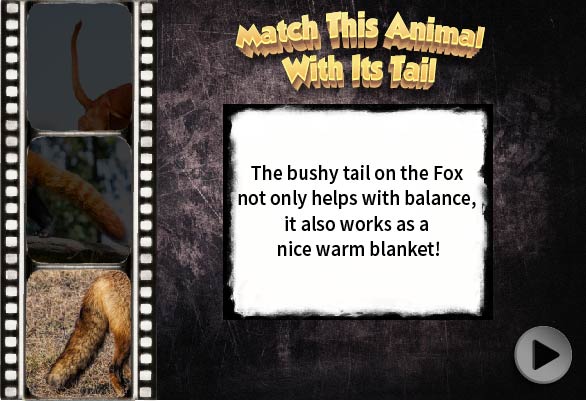 Match This Animal
With Its Tail
The bushy tail on the Fox
not only helps with balance,
it also works as a
nice warm blanket!